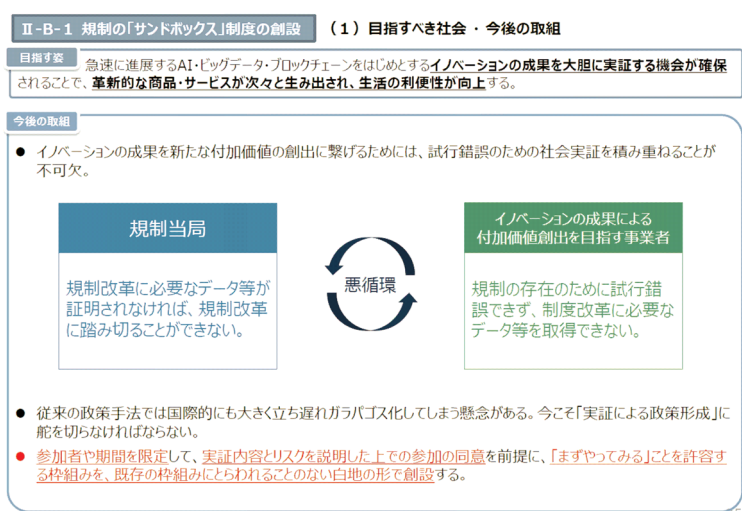 Ⅱ-B-1 規制の「サンドボックス」制度の創設
（１）目指すべき社会・今後の取組
目指す姿
急速に進展するAI・ビッグデータ・ブロックチェーンをはじめとするイノベーションの成果を大胆に実証する機会が確保
されることで、革新的な商品・サービスが次々と生み出され、生活の利便性が向上する。
今後の取組
● イノベーションの成果を新たな付加価値の創出に繋げるためには、試行錯誤のための社会実証を積み重ねることが
不可欠。
規制当局
規制改革に必要なデータ等が
証明されなければ、規制改革
に踏み切ることができない。
悪循環
イノベーションの成果による
付加価値創出を目指す事業者
規制の存在のために試行錯
誤できず、制度改革に必要な
データ等を取得できない。
● 従来の政策手法では国際的にも大きく立ち遅れガラパゴス化してしまう懸念がある。今こそ「実証による政策形成」に
舵を切らなければならない。
● 参加者や期間を限定して、実証内容とリスクを説明した上での参加の同意を前提に、「まずやってみる」ことを許容す
る枠組みを、既存の枠組みにとらわれることのない白地の形で創設する。